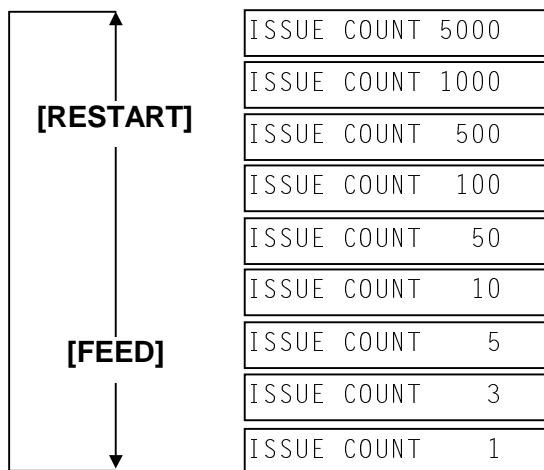 ISSUE COUNT 5000
ISSUE COUNT 1000
[RESTART]
ISSUE COUNT 500
ISSUE COUNT 100
ISSUE COUNT 50
ISSUE COUNT 10
[FEED]
ISSUE COUNT 5
ISSUE COUNT 3
ISSUE COUNT 1